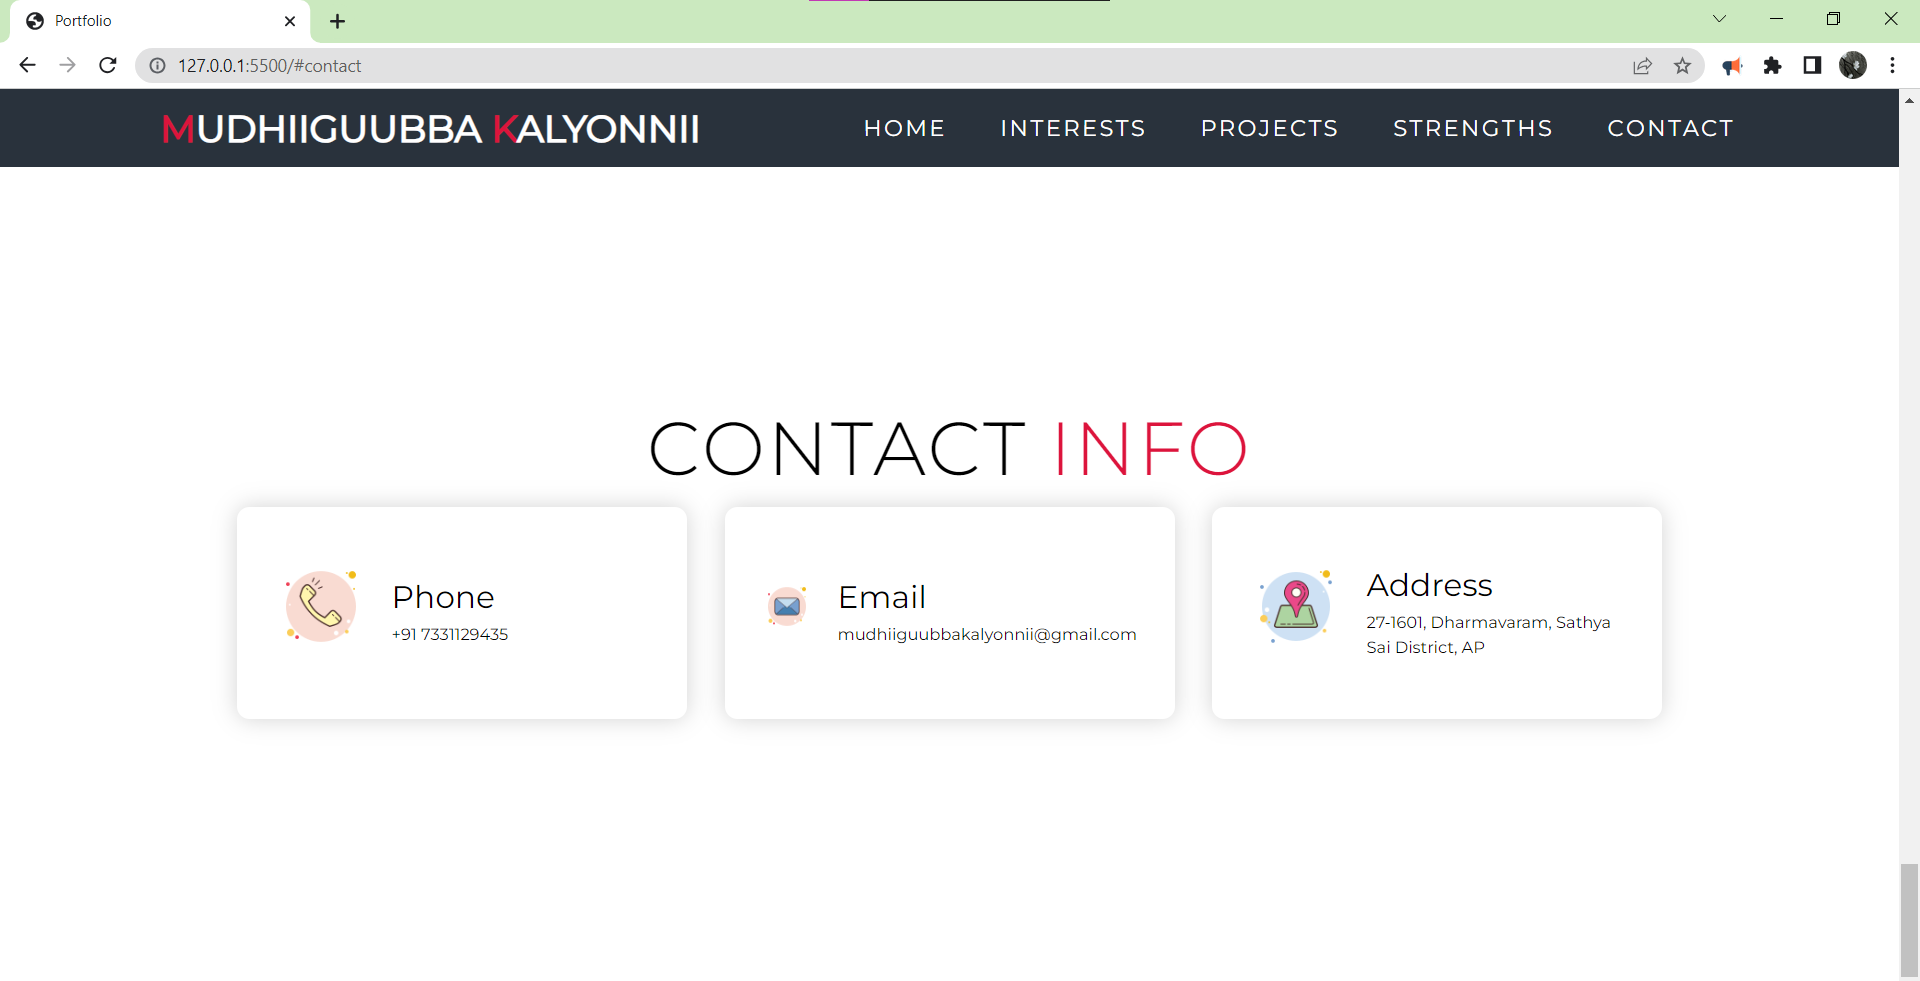 Portfolio
127.0.0.1:5500/#contact
MUDHIIGUUBBA KALYONNII HOME INTERESTS PROJECTS STRENGTHS CONTACT
CONTACT INFO
Phone
+91 7331129435
Email
mudhiiguubbakalyonnii@gmail.com
Address
27-1601, Dharmavaram, Sathya
Sai District, AP